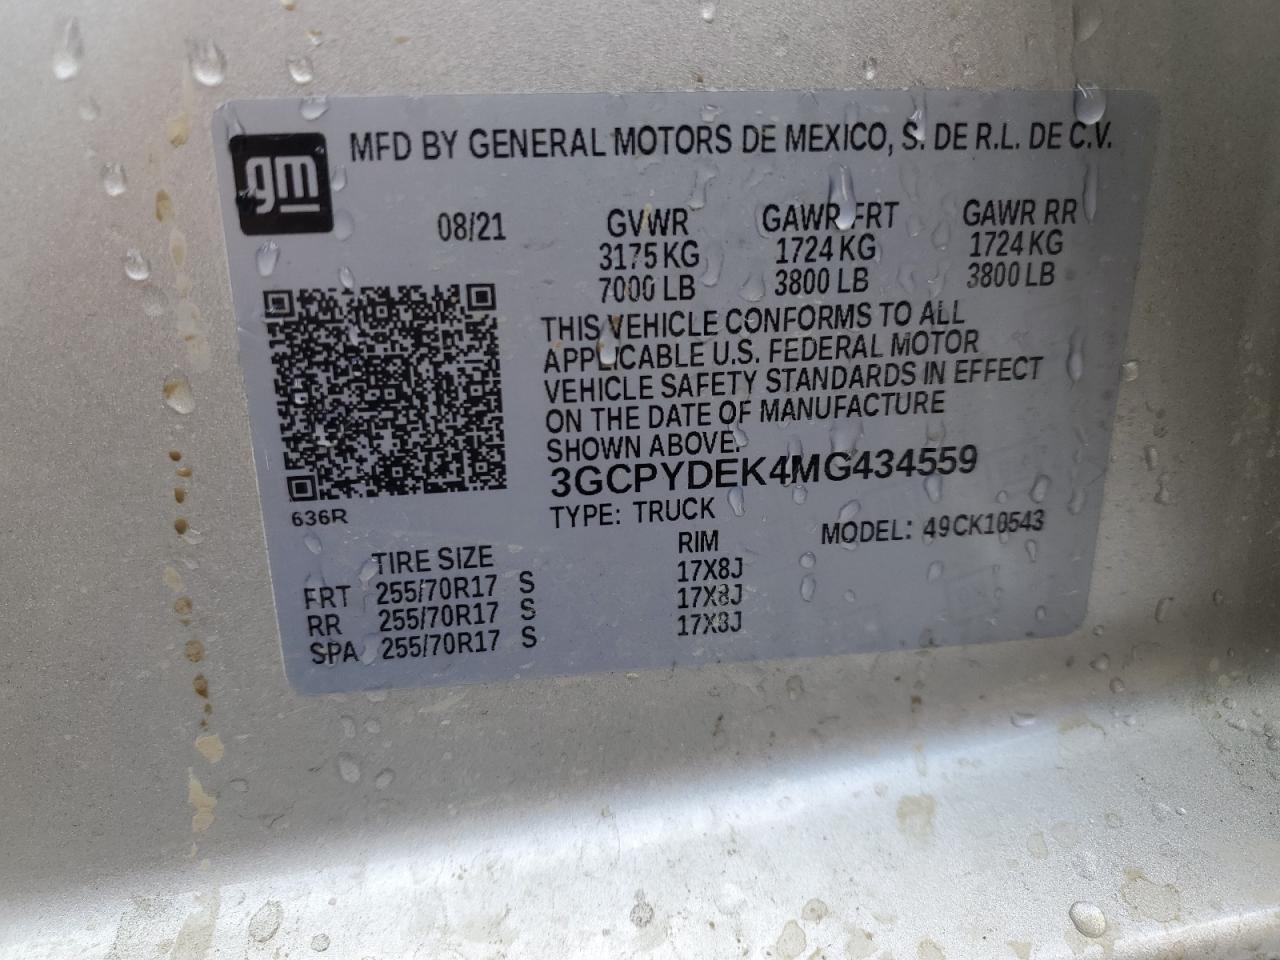 gm
MFD BY GENERAL MOTORS DE MEXICO, S. DE R.L. DE C.V.
08/21 GVWR GAWR FRT GAWR RR
3175 KG 1724 KG 1724 KG
7000 LB 3800 LB 3800 LB
THIS VEHICLE CONFORMS TO ALL
APPLICABLE U.S. FEDERAL MOTOR
VEHICLE SAFETY STANDARDS IN EFFECT
ON THE DATE OF MANUFACTURE
SHOWN ABOVE.
3GCPYDEK4MG434559
636R
TYPE: TRUCK MODEL: 49CK10543
TIRE SIZE RIM
FRT 255/70R17 S 17X8J
RR 255/70R17 S 17X8J
SPA 255/70R17 S 17X8J